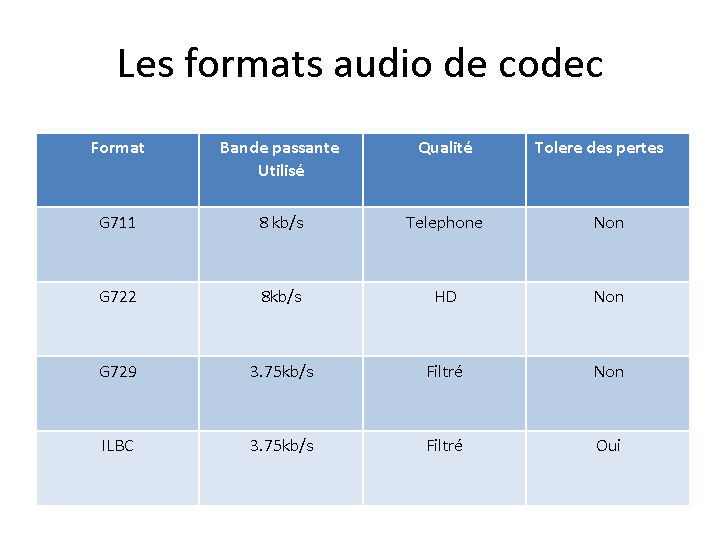 Les formats audio de codec
Format Bande passante Qualité Tolere des pertes
Utilisé
G711 8 kb/s Telephone Non
G722 8kb/s HD Non
G729 3.75kb/s Filtré Non
ILBC 3.75kb/s Filtré Oui